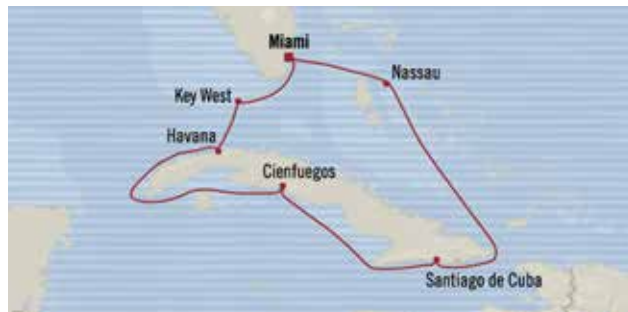 Miami
Nassau
Key West
Havana
Cienfuegos
Santiago de Cuba